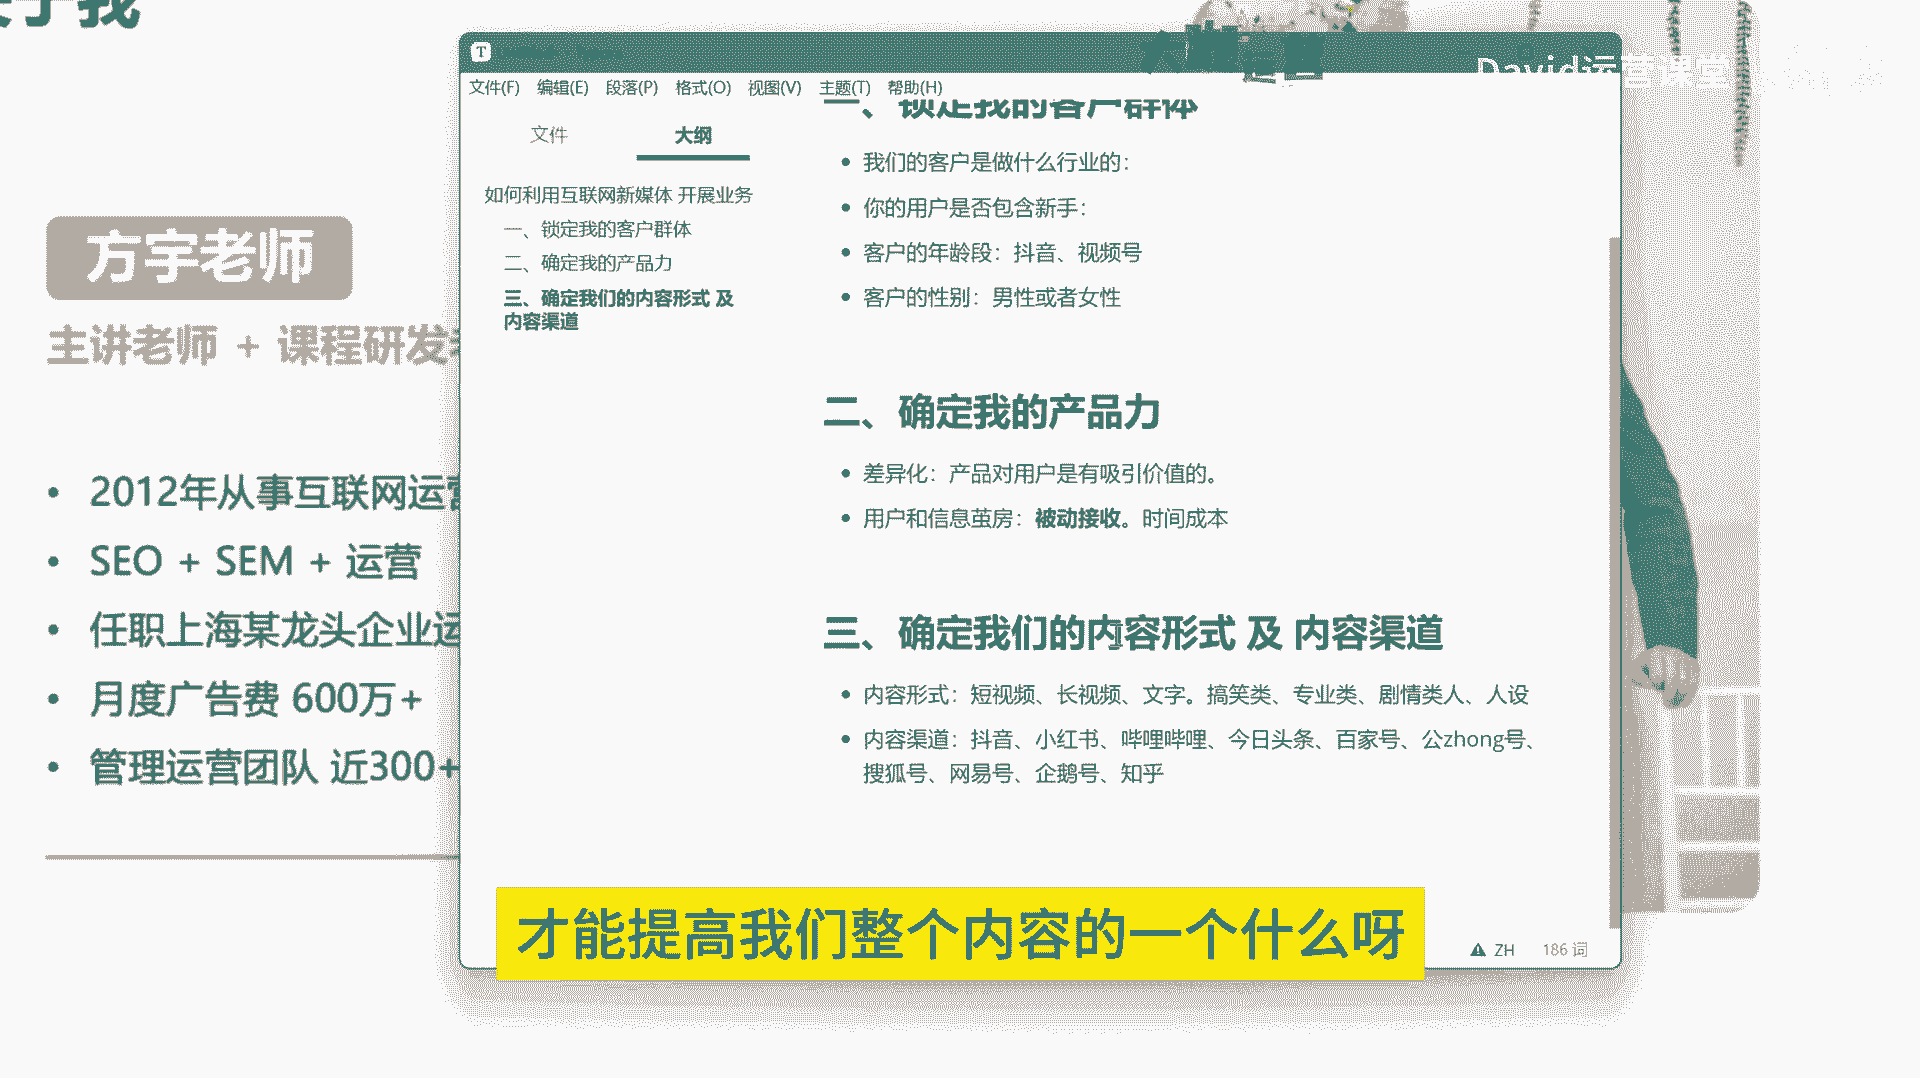 于我
David运营课堂
方宇老师
主讲老师 + 课程研发
2012年从事互联网运营
SEO + SEM + 运营
任职上海某龙头企业运
月度广告费 600万+
管理运营团队 近300+
T
文件(F) 编辑(E) 段落(P) 格式(O) 视图(V) 主题(T) 帮助(H)
文件 大纲
如何利用互联网新媒体 开展业务
一、锁定我的客户群体
二、确定我的产品力
三、确定我们的内容形式 及
内容渠道
一、锁定我的客户群体
我们的客户是做什么行业的：
你的用户是否包含新手：
客户的年龄段：抖音、视频号
客户的性别：男性或者女性
二、确定我的产品力
差异化：产品对用户是有吸引价值的。
用户和信息茧房：被动接收。时间成本
三、确定我们的内容形式 及 内容渠道
内容形式：短视频、长视频、文字。搞笑类、专业类、剧情类人、人设
内容渠道：抖音、小红书、哔哩哔哩、今日头条、百家号、公zhong号、
搜狐号、网易号、企鹅号、知乎
ZH 186 词
才能提高我们整个内容的一个什么呀